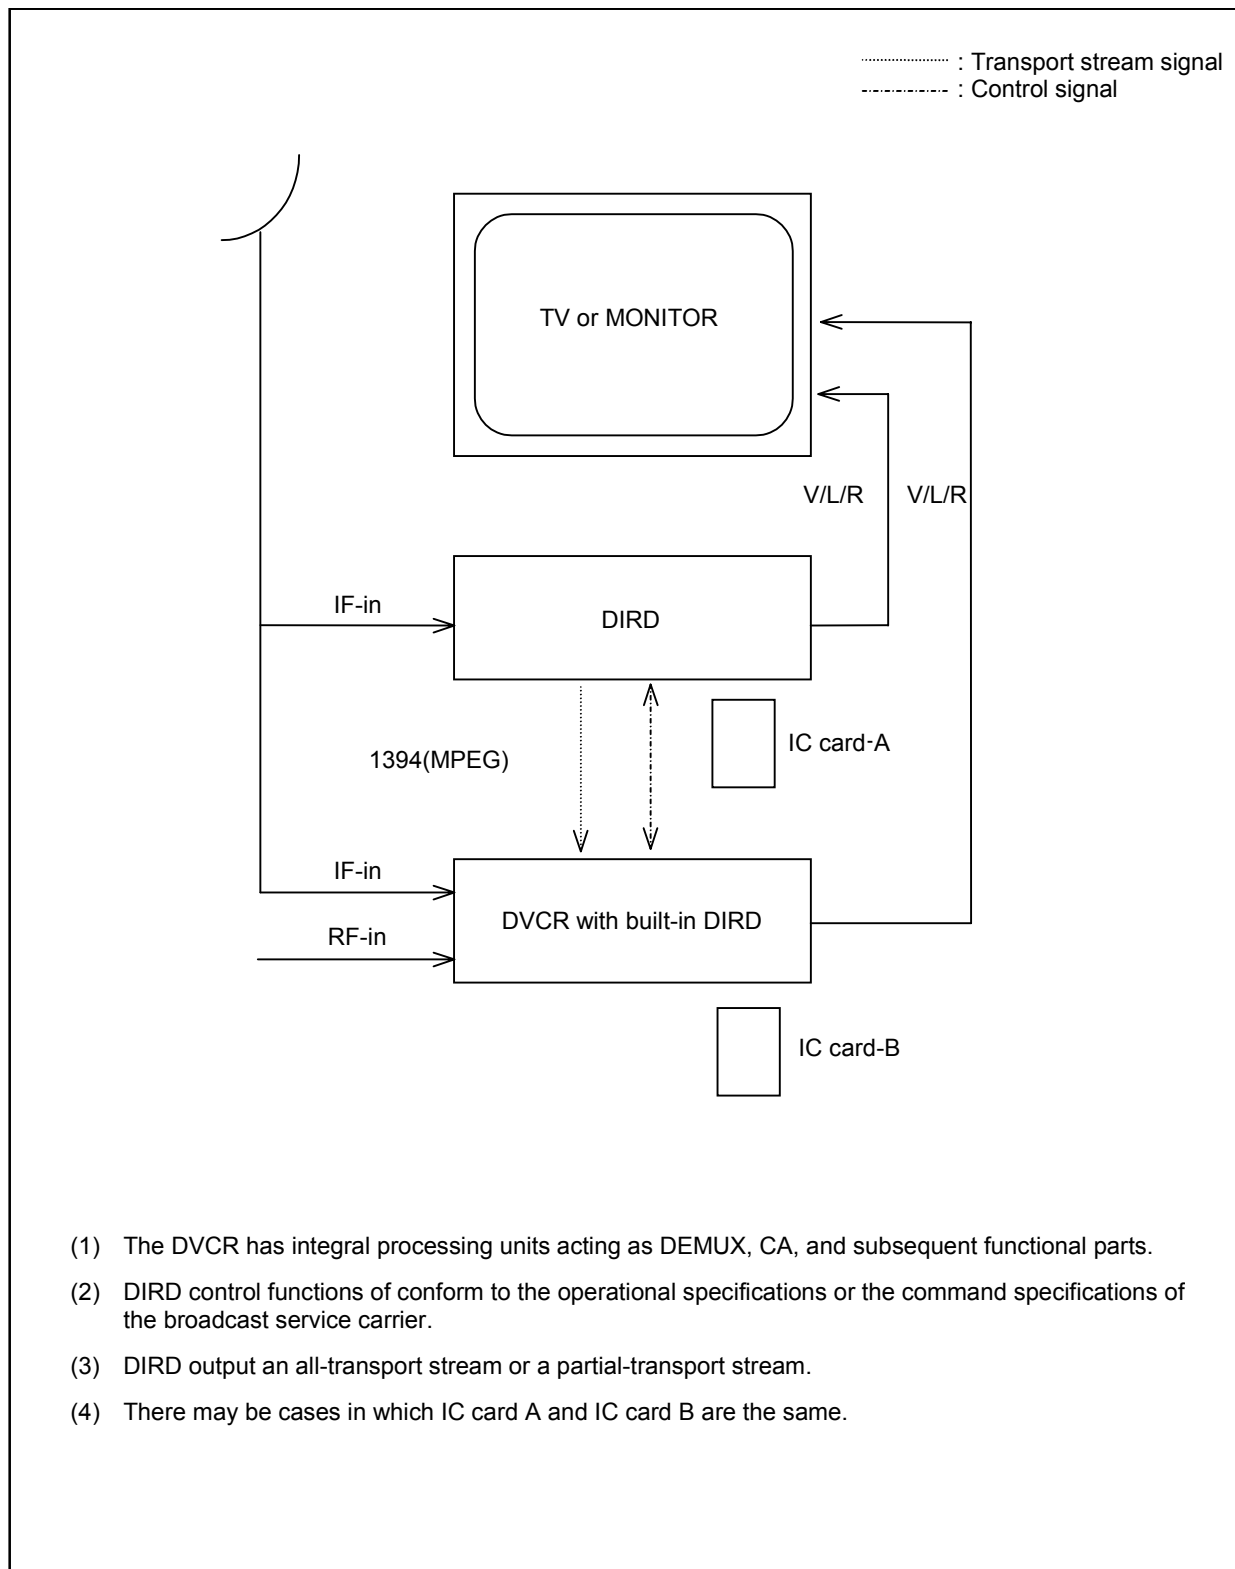 : Transport stream signal
: Control signal
TV or MONITOR
V/L/R
V/L/R
IF-in
DIRD
IC card-A
1394(MPEG)
IF-in
DVCR with built-in DIRD
RF-in
IC card-B
(1) The DVCR has integral processing units acting as DEMUX, CA, and subsequent functional parts.
(2) DIRD control functions of conform to the operational specifications or the command specifications of
the broadcast service carrier.
(3) DIRD output an all-transport stream or a partial-transport stream.
(4) There may be cases in which IC card A and IC card B are the same.